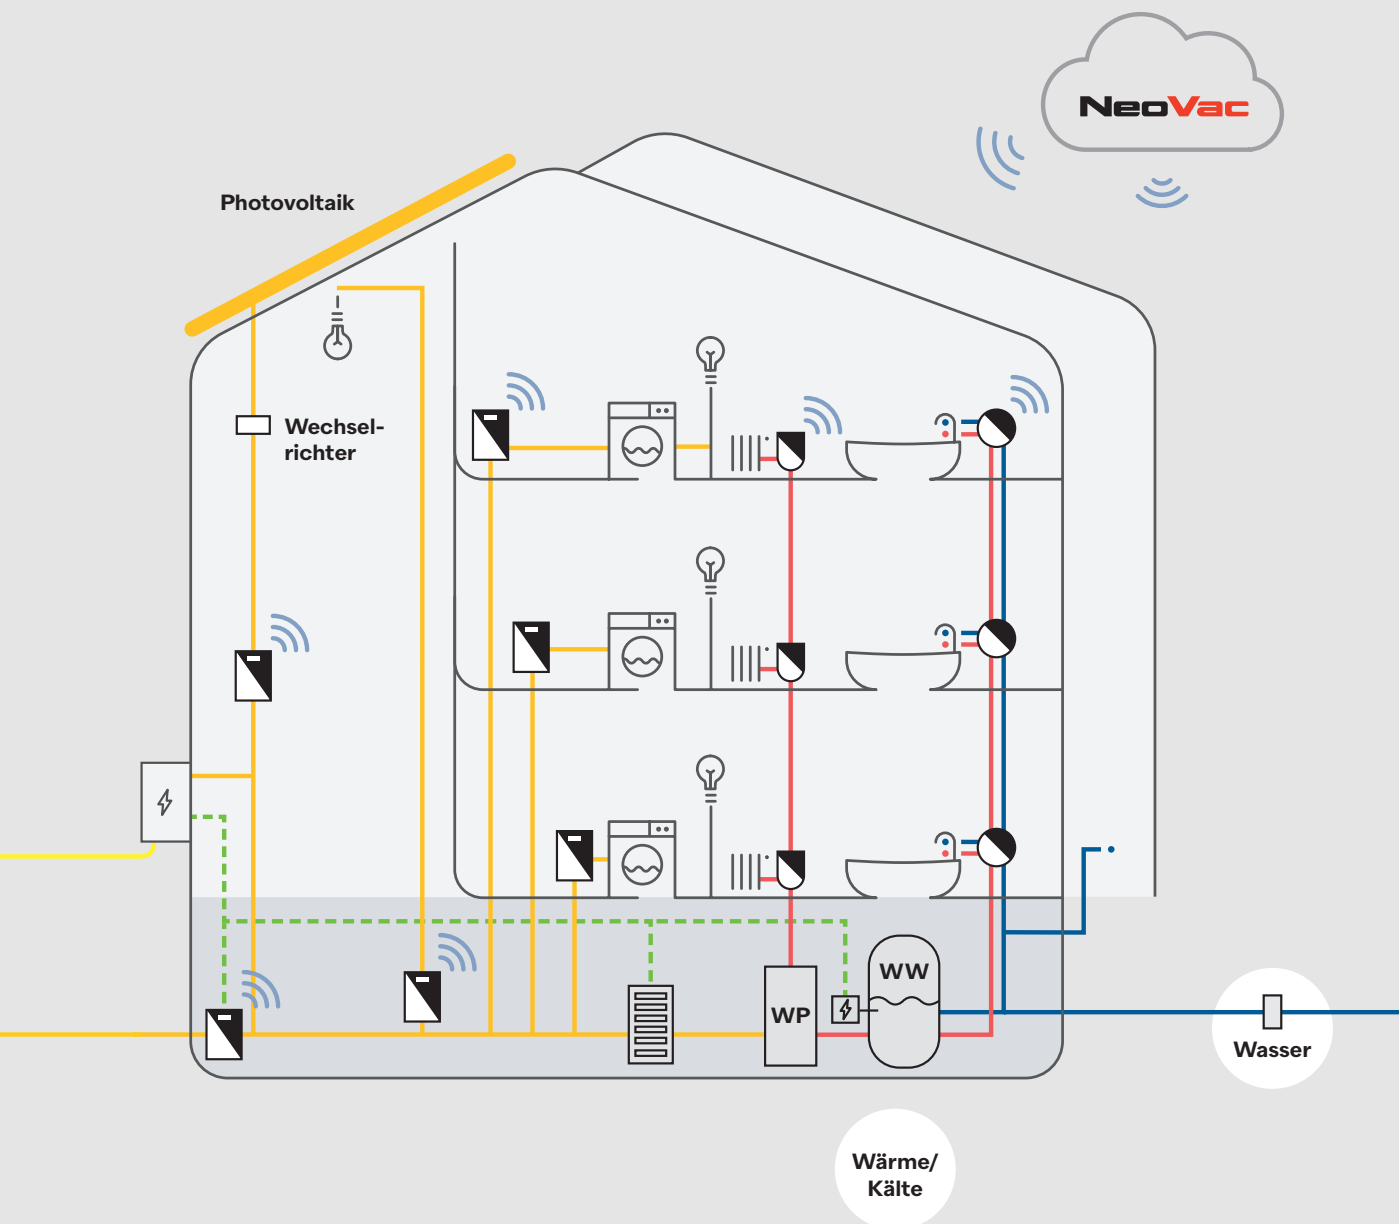 NeoVac
Photovoltaik
Wechsel-
richter
WW
WP
Wasser
Wärme/
Kälte